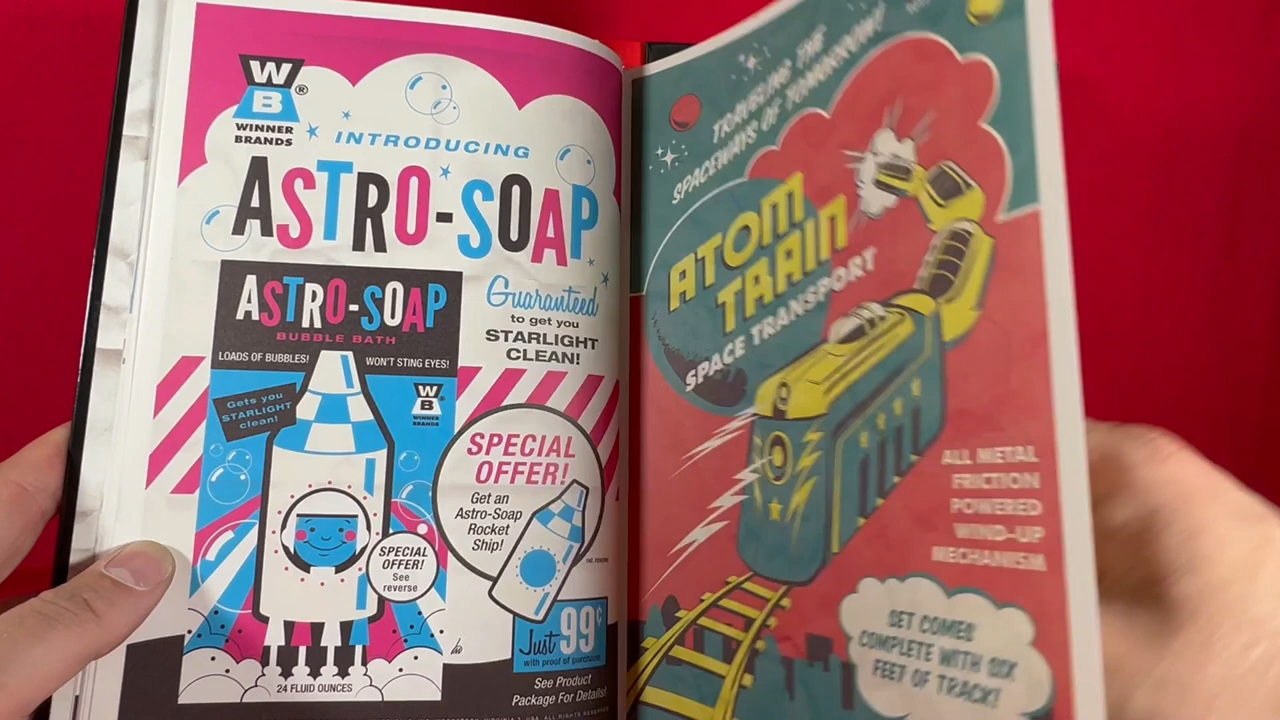 W
B
®
WINNER
BRANDS
INTRODUCING
ASTRO-SOAP
ASTRO-SOAP
BUBBLE BATH
LOADS OF BUBBLES!
WON'T STING EYES!
Gets you
STARLIGHT
clean!
W
B
WINNER
BRANDS
SPECIAL
OFFER!
See
reverse
24 FLUID OUNCES
Guaranteed
to get you
STARLIGHT
CLEAN!
SPECIAL
OFFER!
Get an
Astro-Soap
Rocket
Ship!
Just 99¢
with proof of purchase
See Product
Package For Details!
TRAVELING THE
SPACEWAYS OF TOMORROW!
ATOM
TRAIN
SPACE TRANSPORT
9
9
ALL METAL
FRICTION
POWERED
WIND-UP
MECHANISM
SET COMES
COMPLETE WITH SIX
FEET OF TRACK!